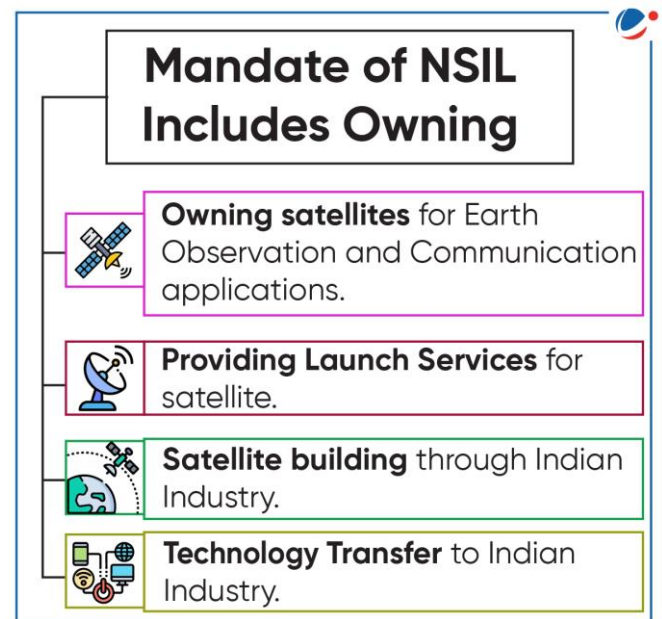 Mandate of NSIL
Includes Owning
Owning satellites for Earth
Observation and Communication
applications.
Providing Launch Services for
satellite.
Satellite building through Indian
Industry.
Technology Transfer to Indian
Industry.